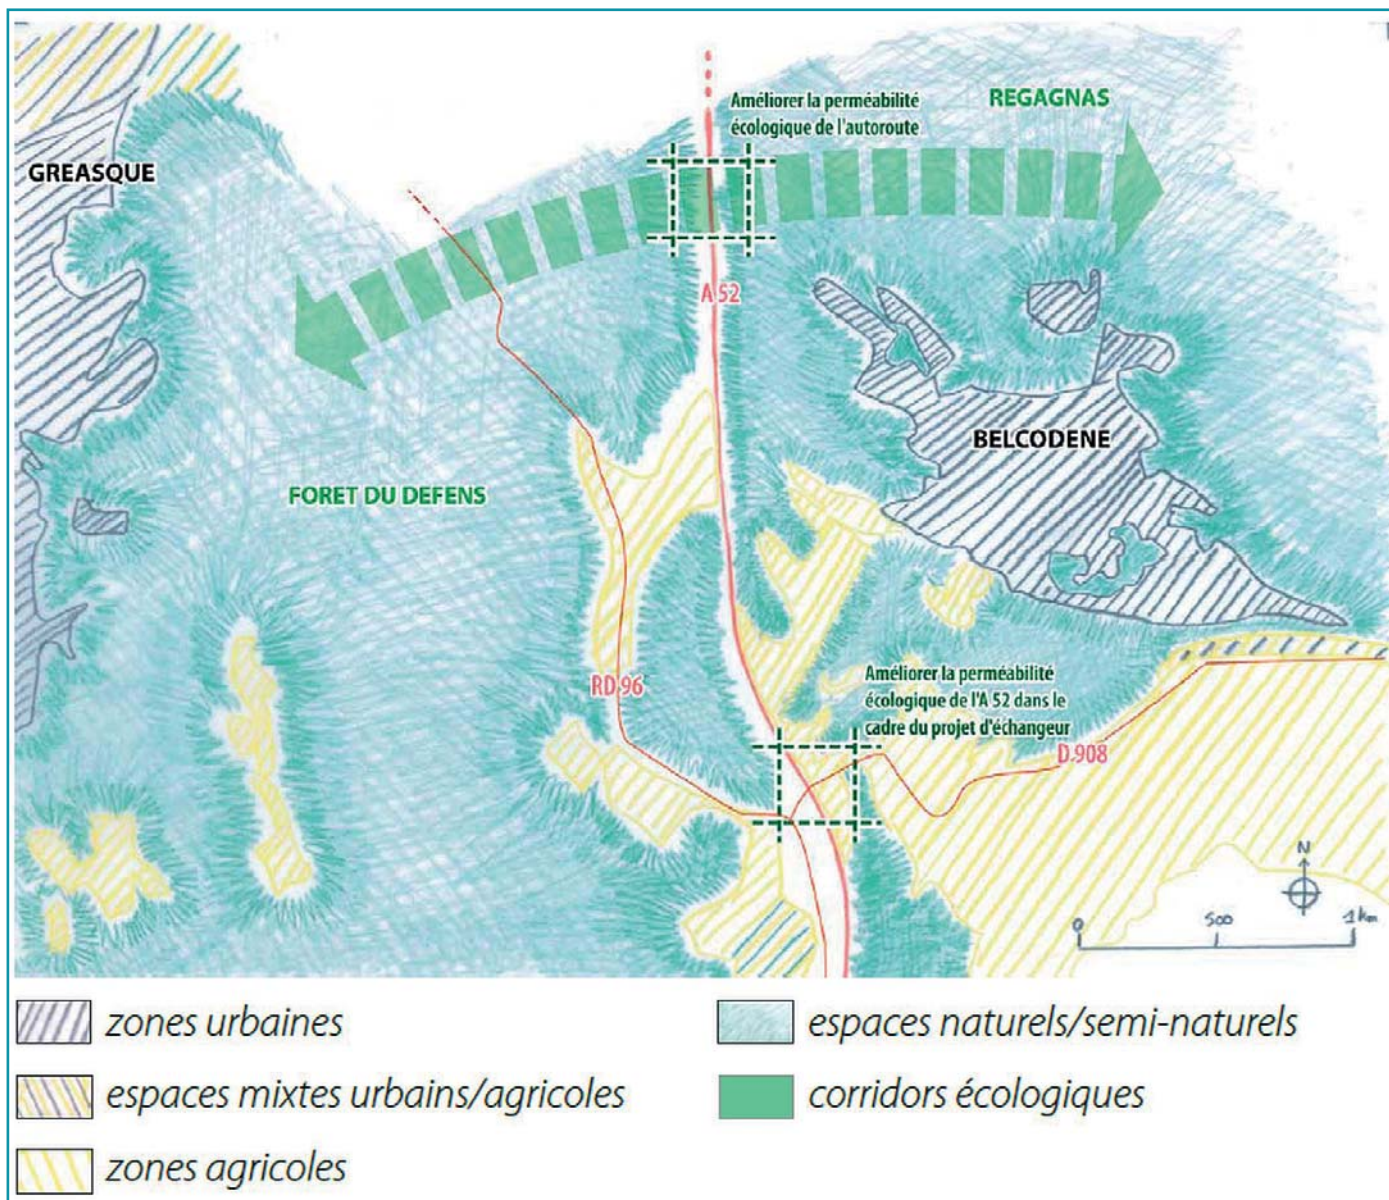 Améliorer la perméabilité
écologique de l'autoroute
REGAGNAS
GREASQUE
A 52
BELCODENE
FORET DU DEFENS
RD 96
Améliorer la perméabilité
écologique de l'A 52 dans le
cadre du projet d'échangeur
D 908
N
0 500 1 km
zones urbaines
espaces mixtes urbains/agricoles
zones agricoles
espaces naturels/semi-naturels
corridors écologiques